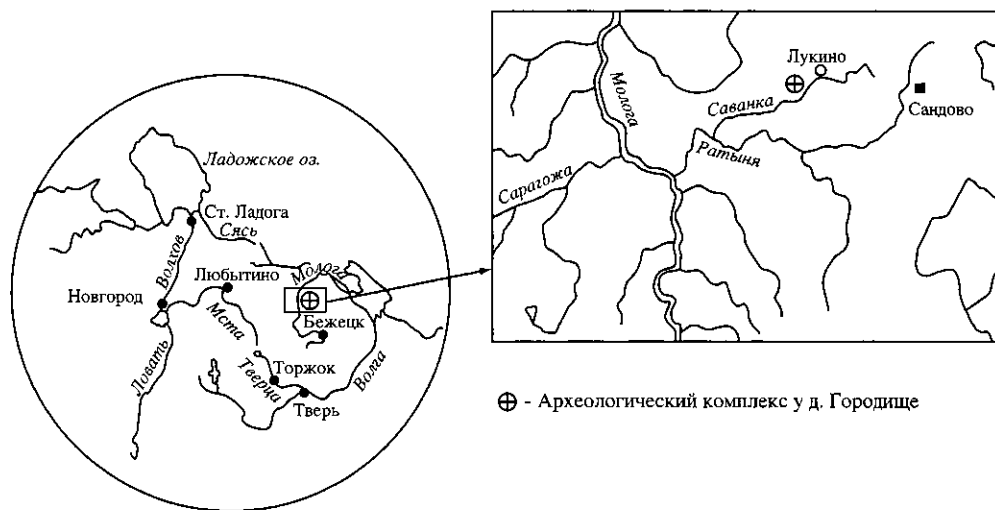 Ладожское оз.
Ст. Ладога
Сясь
Волхов
Любытино
Молога
Новгород
Мста
Бежецк
Ловать
Тверца
Торжок
Волга
Тверь
Лукино
Молога
Саванка
Сандово
Ратыня
Сарагожа
- Археологический комплекс у д. Городище